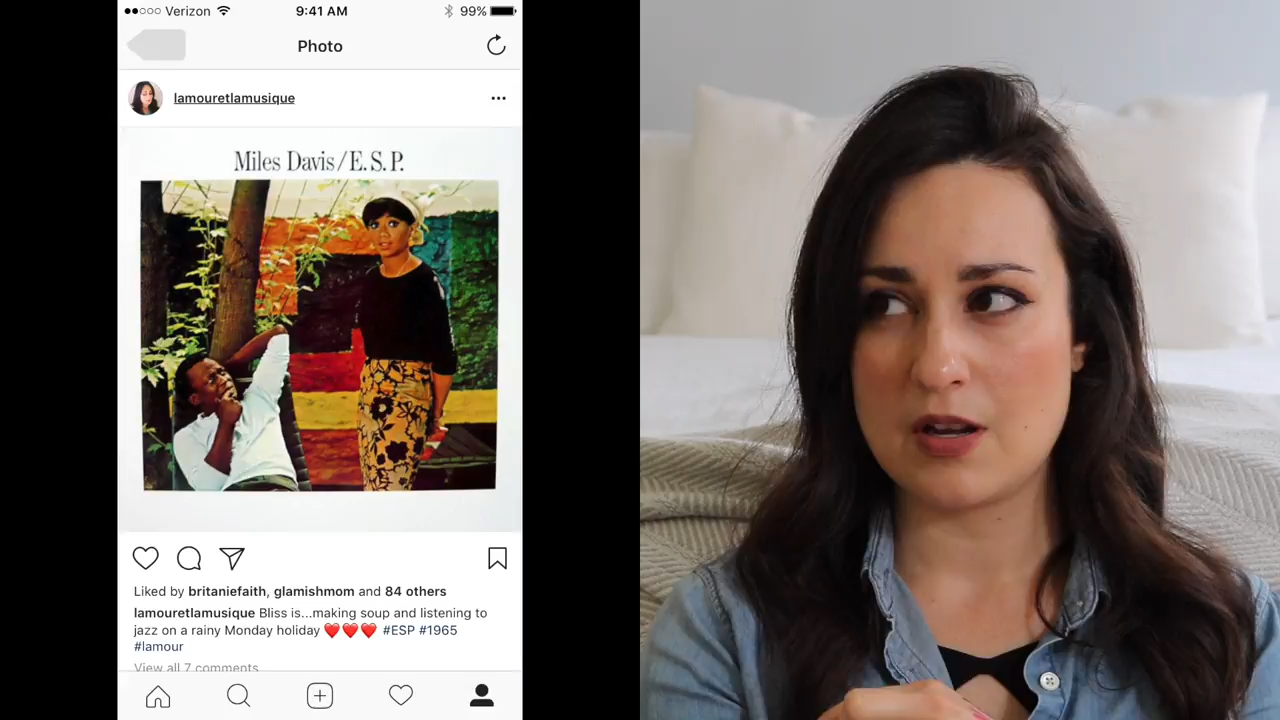 Verizon 9:41 AM 99%
Photo
lamouretlamusique
Miles Davis/E.S.P.
Liked by britaniefaith, glamishmom and 84 others
lamouretlamusique Bliss is...making soup and listening to
jazz on a rainy Monday holiday ❤️❤️❤️ #ESP #1965
#lamour
View all 7 comments